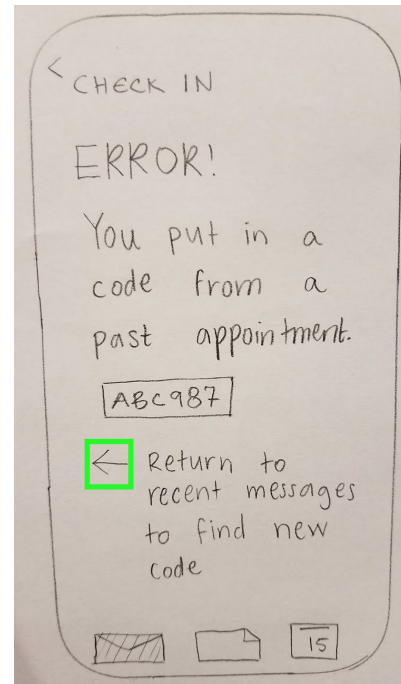 < CHECK IN
ERROR!
You put in a
code from a
past appointment.
ABC987
← Return to
recent messages
to find new
code
15